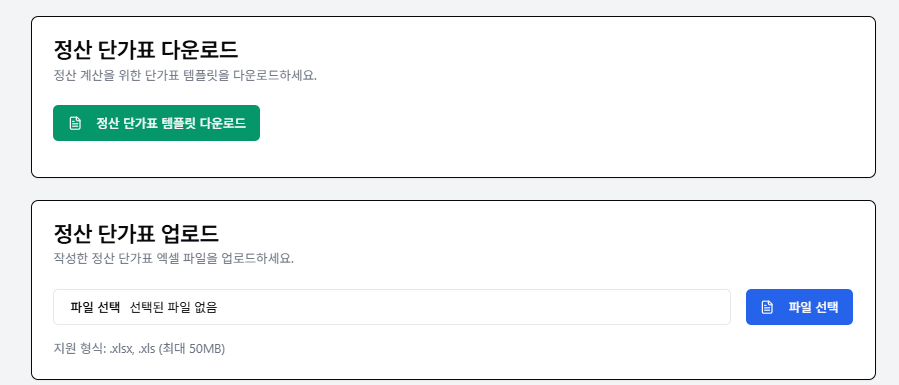 정산 단가표 다운로드
정산 계산을 위한 단가표 템플릿을 다운로드하세요.
정산 단가표 템플릿 다운로드
정산 단가표 업로드
작성한 정산 단가표 엑셀 파일을 업로드하세요.
파일 선택 선택된 파일 없음
파일 선택
지원 형식: .xlsx, .xls (최대 50MB)